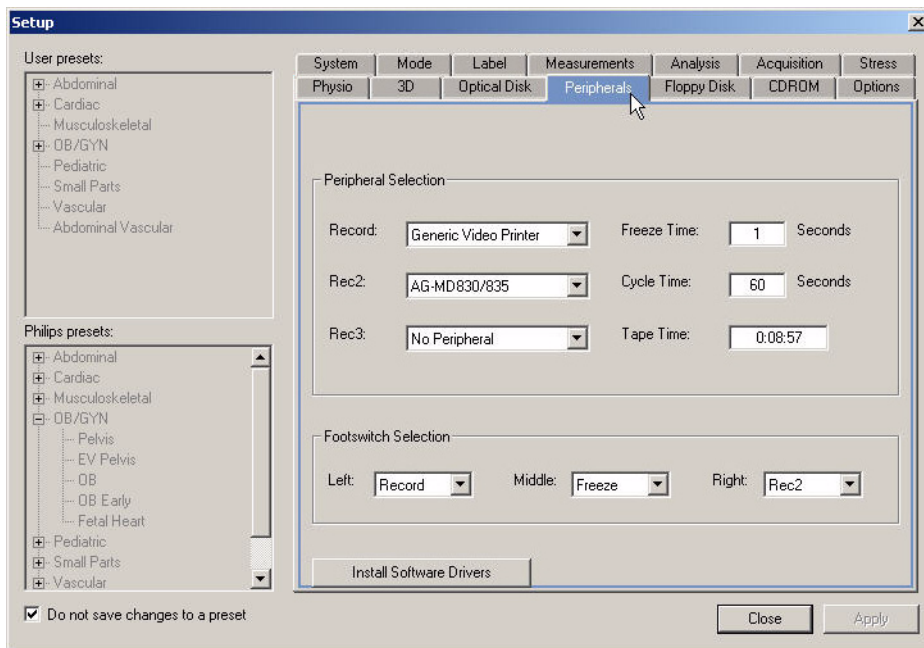 Setup
User presets:
Abdominal
Cardiac
Musculoskeletal
OB/GYN
Pediatric
Small Parts
Vascular
Abdominal Vascular
Philips presets:
Abdominal
Cardiac
Musculoskeletal
OB/GYN
Pelvis
EV Pelvis
OB
OB Early
Fetal Heart
Pediatric
Small Parts
Vascular
Do not save changes to a preset
System Mode Label Measurements Analysis Acquisition Stress
Physio 3D Optical Disk Peripherals Floppy Disk CDROM Options
Peripheral Selection
Record: Generic Video Printer Freeze Time: 1 Seconds
Rec2: AG-MD830/835 Cycle Time: 60 Seconds
Rec3: No Peripheral Tape Time: 0:08:57
Footswitch Selection
Left: Record Middle: Freeze Right: Rec2
Install Software Drivers
Close Apply